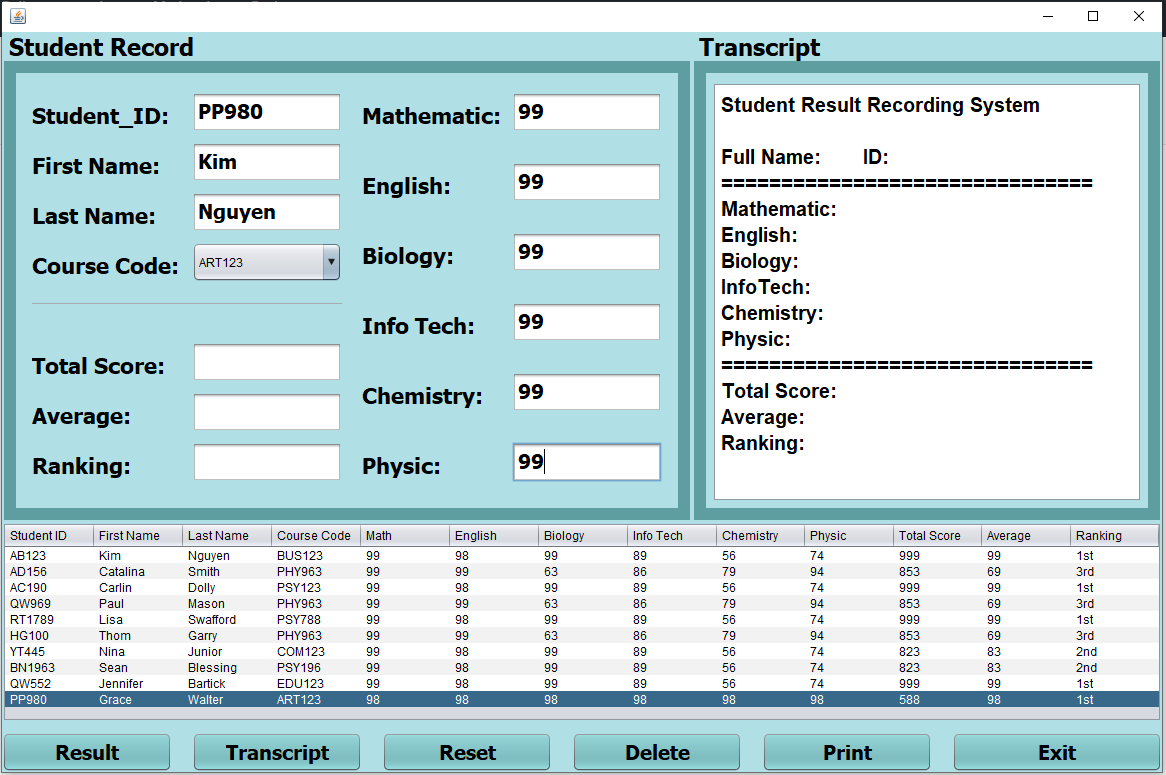 Student Record
Transcript
Student_ID: PP980
First Name: Kim
Last Name: Nguyen
Course Code: ART123
Total Score:
Average:
Ranking:
Mathematic: 99
English: 99
Biology: 99
Info Tech: 99
Chemistry: 99
Physic: 99
Student Result Recording System
Full Name: ID:
===============================
Mathematic:
English:
Biology:
InfoTech:
Chemistry:
Physic:
===============================
Total Score:
Average:
Ranking:
Student ID First Name Last Name Course Code Math English Biology Info Tech Chemistry Physic Total Score Average Ranking
AB123 Kim Nguyen BUS123 99 98 99 89 56 74 999 99 1st
AD156 Catalina Smith PHY963 99 99 63 86 79 94 853 69 3rd
AC190 Carlin Dolly PSY123 99 98 99 89 56 74 999 99 1st
QW969 Paul Mason PHY963 99 99 63 86 79 94 853 69 3rd
RT1789 Lisa Swafford PSY788 99 98 99 89 56 74 999 99 1st
HG100 Thom Garry PHY963 99 99 63 86 79 94 853 69 3rd
YT445 Nina Junior COM123 99 98 99 89 56 74 823 83 2nd
BN1963 Sean Blessing PSY196 99 98 99 89 56 74 823 83 2nd
QW552 Jennifer Bartick EDU123 99 98 99 89 56 74 999 99 1st
PP980 Grace Walter ART123 98 98 98 98 98 98 588 98 1st
Result Transcript Reset Delete Print Exit